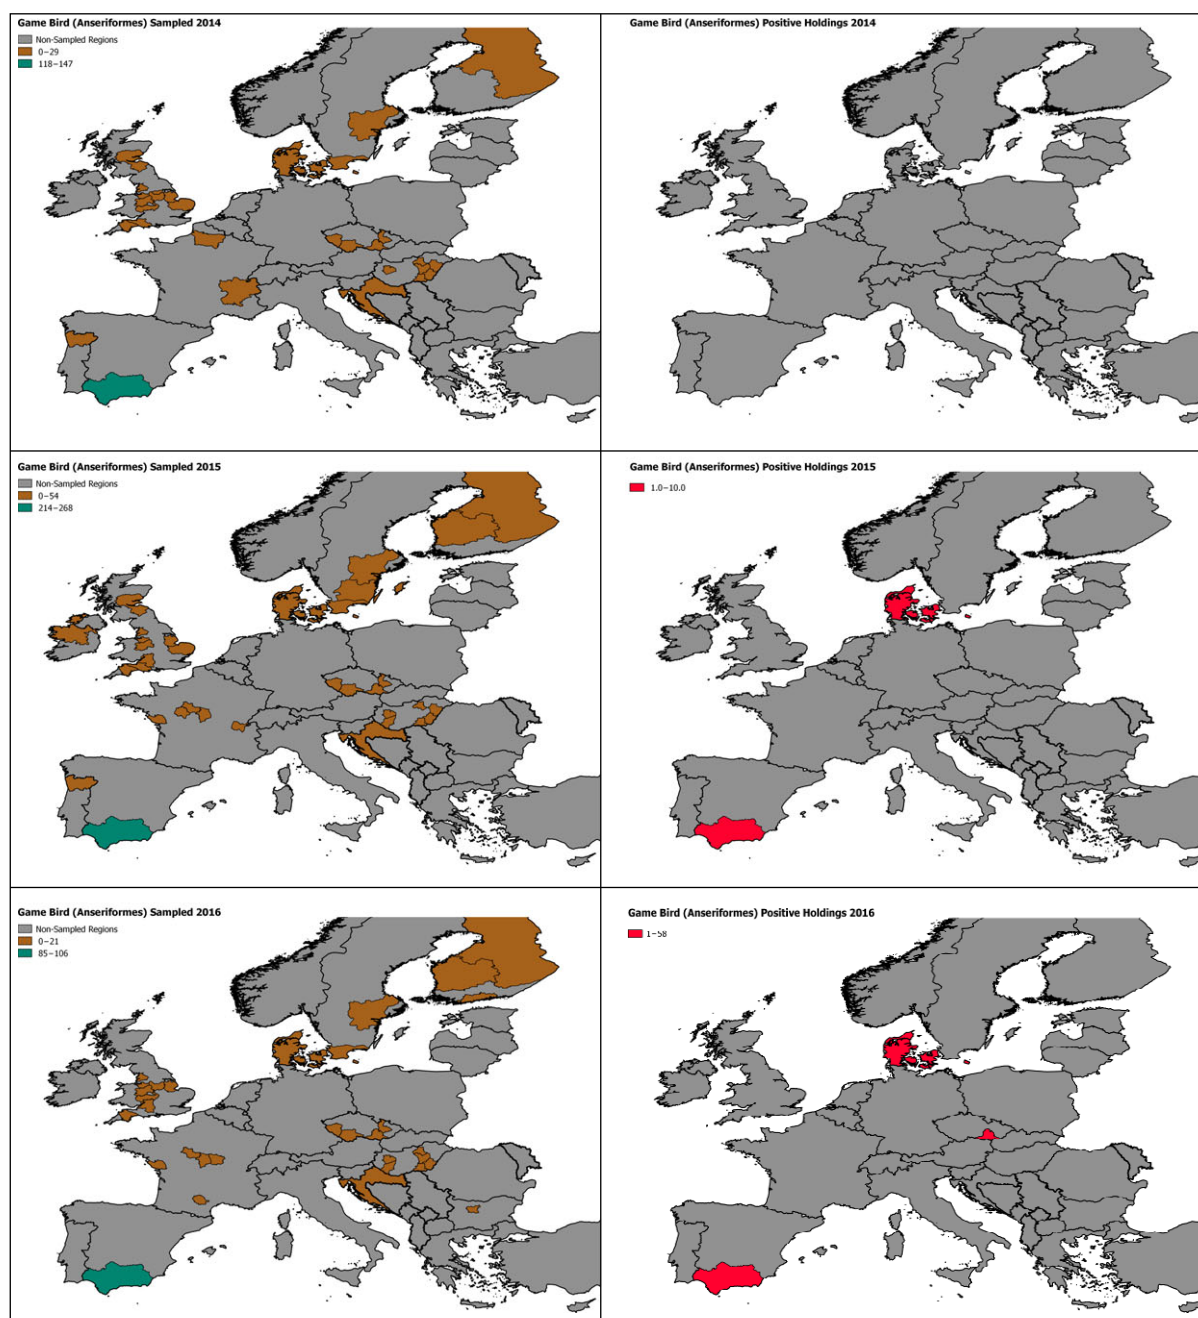 Game Bird (Anseriformes) Sampled 2014
Non-Sampled Regions
0–29
118–147
Game Bird (Anseriformes) Positive Holdings 2014
Game Bird (Anseriformes) Sampled 2015
Non-Sampled Regions
0–54
214–268
Game Bird (Anseriformes) Positive Holdings 2015
1.0–10.0
Game Bird (Anseriformes) Sampled 2016
Non-Sampled Regions
0–21
85–106
Game Bird (Anseriformes) Positive Holdings 2016
1–58